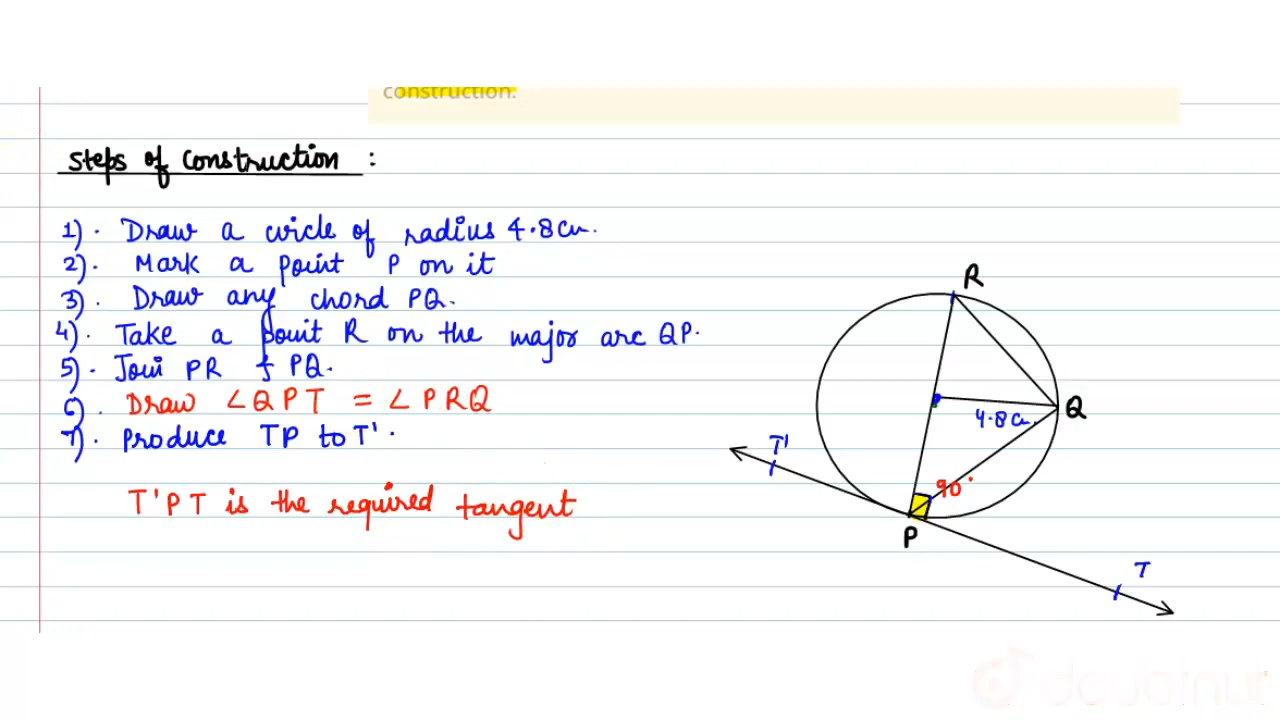 construction.
Steps of construction :
1). Draw a circle of radius 4.8cm.
2). Mark a point P on it
3). Draw any chord PQ.
4). Take a point R on the major arc QP.
5). Join PR & PQ.
6). Draw ∠QPT = ∠PRQ
7). Produce TP to T'.
T'PT is the required tangent
R
Q
4.8cm
T'
90°
P
T
doubtnut